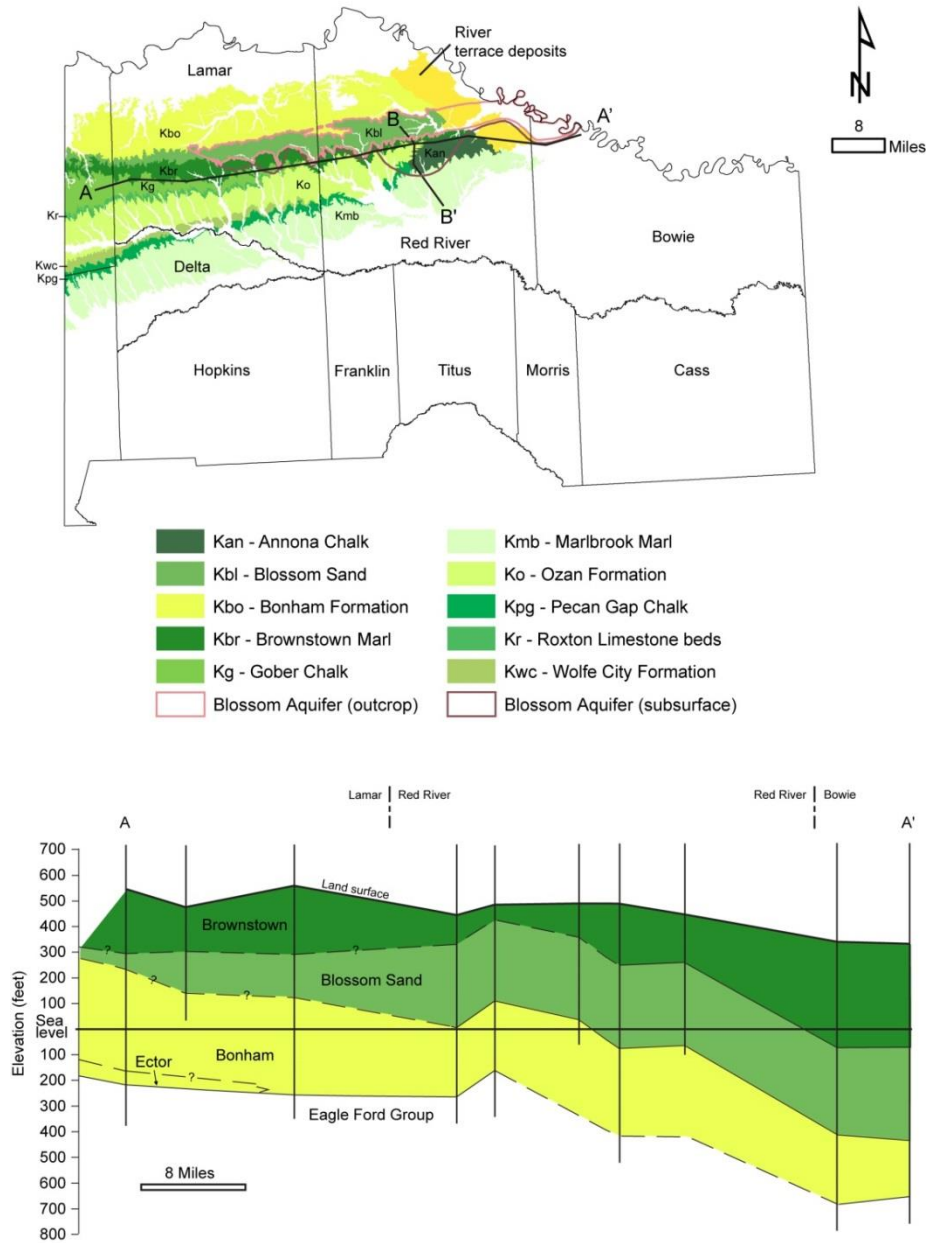 River
terrace deposits
Lamar
N
8
Miles
Kbo
Kbl
B
A'
Kbr
Kan
A
Kg
Ko
B'
Kr
Kmb
Red River
Bowie
Kwc
Kpg
Delta
Hopkins
Franklin
Titus
Morris
Cass
Kan - Annona Chalk
Kbl - Blossom Sand
Kbo - Bonham Formation
Kbr - Brownstown Marl
Kg - Gober Chalk
Blossom Aquifer (outcrop)
Kmb - Marlbrook Marl
Ko - Ozan Formation
Kpg - Pecan Gap Chalk
Kr - Roxton Limestone beds
Kwc - Wolfe City Formation
Blossom Aquifer (subsurface)
Lamar
Red River
Red River
Bowie
A
A'
Elevation (feet)
700
600
500
400
300
200
100
Sea
level
100
200
300
400
500
600
700
800
Land surface
Brownstown
?
?
Blossom Sand
?
?
Bonham
Ector
?
Eagle Ford Group
8 Miles